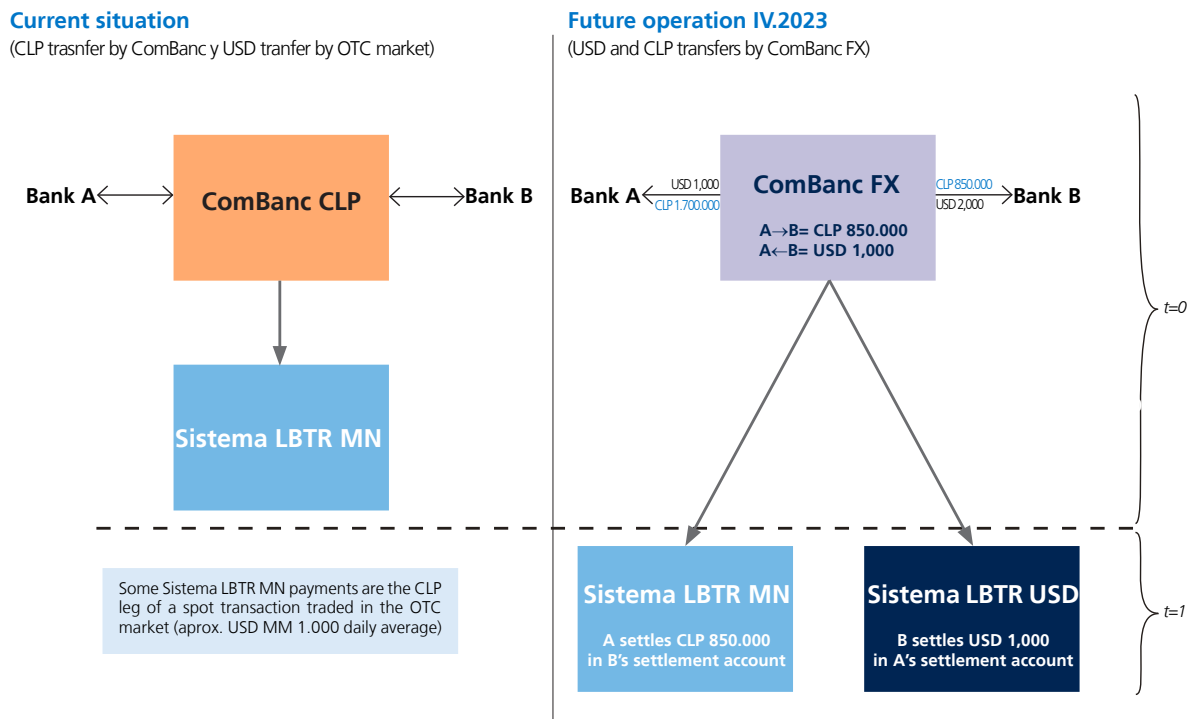 Current situation
(CLP trasnfer by ComBanc y USD tranfer by OTC market)
Bank A
ComBanc CLP
Bank B
Sistema LBTR MN
Some Sistema LBTR MN payments are the CLP
leg of a spot transaction traded in the OTC
market (aprox. USD MM 1.000 daily average)
Future operation IV.2023
(USD and CLP transfers by ComBanc FX)
Bank A
USD 1,000
CLP 1.700.000
ComBanc FX
A→B= CLP 850.000
A←B= USD 1,000
CLP 850.000
USD 2,000
Bank B
t=0
Sistema LBTR MN
A settles CLP 850.000
in B's settlement account
Sistema LBTR USD
B settles USD 1,000
in A's settlement account
t=1